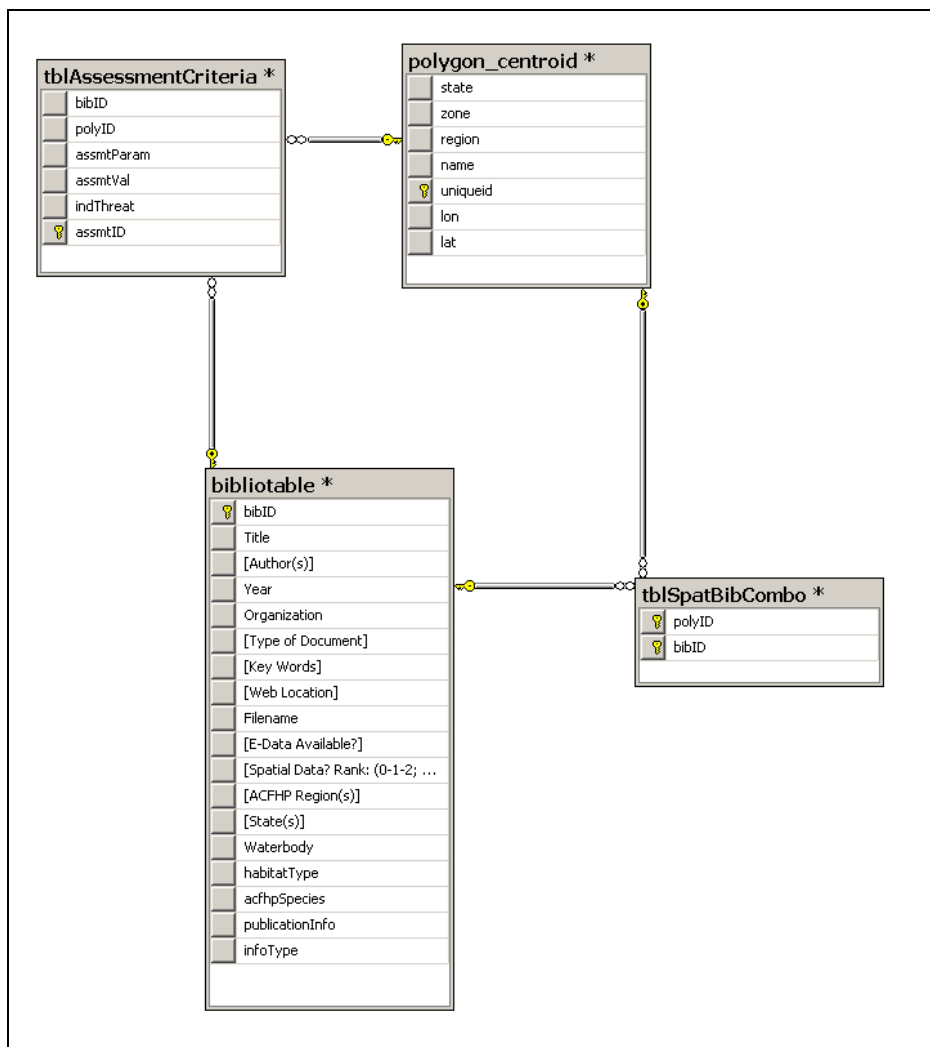 tblAssessmentCriteria *
bibID
polyID
assmtParam
assmtVal
indThreat
assmtID
polygon_centroid *
state
zone
region
name
uniqueid
lon
lat
bibliotable *
bibID
Title
[Author(s)]
Year
Organization
[Type of Document]
[Key Words]
[Web Location]
Filename
[E-Data Available?]
[Spatial Data? Rank: (0-1-2; ...
[ACFHP Region(s)]
[State(s)]
Waterbody
habitatType
acfhpSpecies
publicationInfo
infoType
tblSpatBibCombo *
polyID
bibID